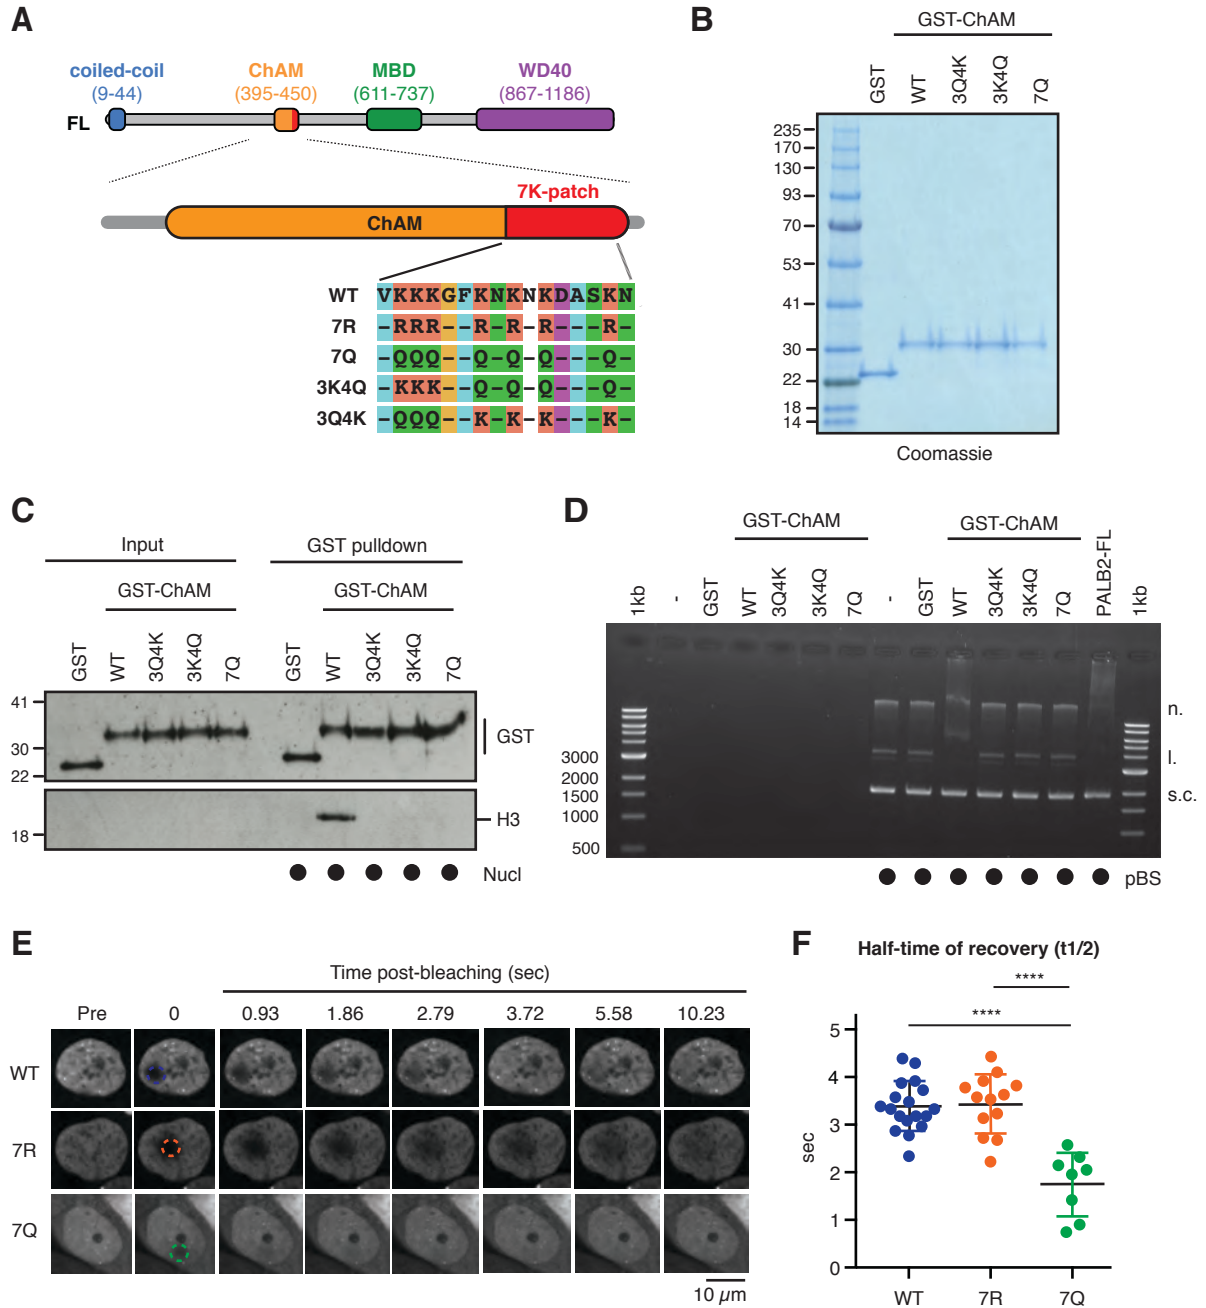 A
coiled-coil ChAM MBD WD40
(9-44) (395-450) (611-737) (867-1186)
FL
7K-patch
ChAM
WT VKKKGFKNKNKDASKN
7R -RRR--R-R-R---R-
7Q -QQQ--Q-Q-Q---Q-
3K4Q -KKK--Q-Q-Q---Q-
3Q4K -QQQ--K-K-K---K-
B
GST-ChAM
GST WT 3Q4K 3K4Q 7Q
235
170
130
93
70
53
41
30
22
18
14
Coomassie
C
Input GST pulldown
GST-ChAM GST-ChAM
GST WT 3Q4K 3K4Q 7Q GST WT 3Q4K 3K4Q 7Q
41
30
22
GST
18
H3
Nucl
D
GST-ChAM GST-ChAM
1kb - GST WT 3Q4K 3K4Q 7Q - GST WT 3Q4K 3K4Q 7Q PALB2-FL 1kb
3000
2000
1500
1000
500
n.
l.
s.c.
pBS
E
Time post-bleaching (sec)
Pre 0 0.93 1.86 2.79 3.72 5.58 10.23
WT
7R
7Q
10 µm
F
Half-time of recovery (t1/2)
****
****
5
4
3
2
1
0
sec
WT 7R 7Q